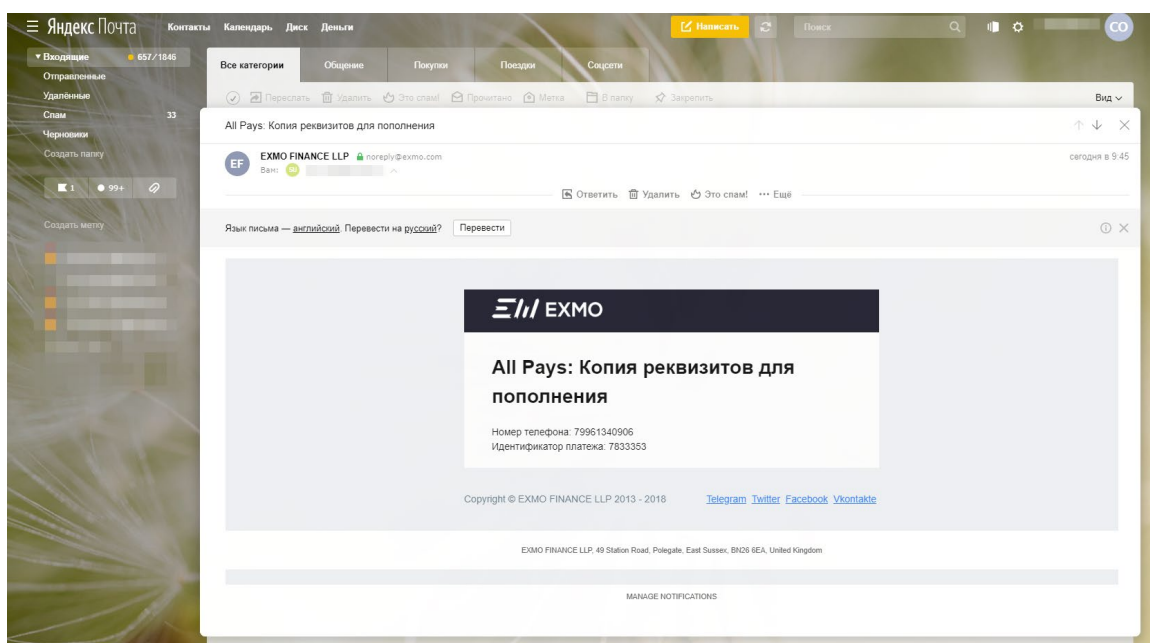 Яндекс Почта Контакты Календарь Диск Деньги Написать Поиск CO
Входящие 657/1846
Отправленные
Удалённые
Спам 33
Черновики
Создать папку
1 99+
Создать метку
Все категории Общение Покупки Поездки Соцсети
Переслать Удалить Это спам! Прочитано Метка В папку Закрепить Вид
All Pays: Копия реквизитов для пополнения
EF EXMO FINANCE LLP noreply@exmo.com сегодня в 9:45
Вам:
Ответить Удалить Это спам! ··· Ещё
Язык письма — английский. Перевести на русский? Перевести
EXMO
All Pays: Копия реквизитов для
пополнения
Номер телефона: 79961340906
Идентификатор платежа: 7833353
Copyright © EXMO FINANCE LLP 2013 - 2018 Telegram Twitter Facebook Vkontakte
EXMO FINANCE LLP, 49 Station Road, Polegate, East Sussex, BN26 6EA, United Kingdom
MANAGE NOTIFICATIONS